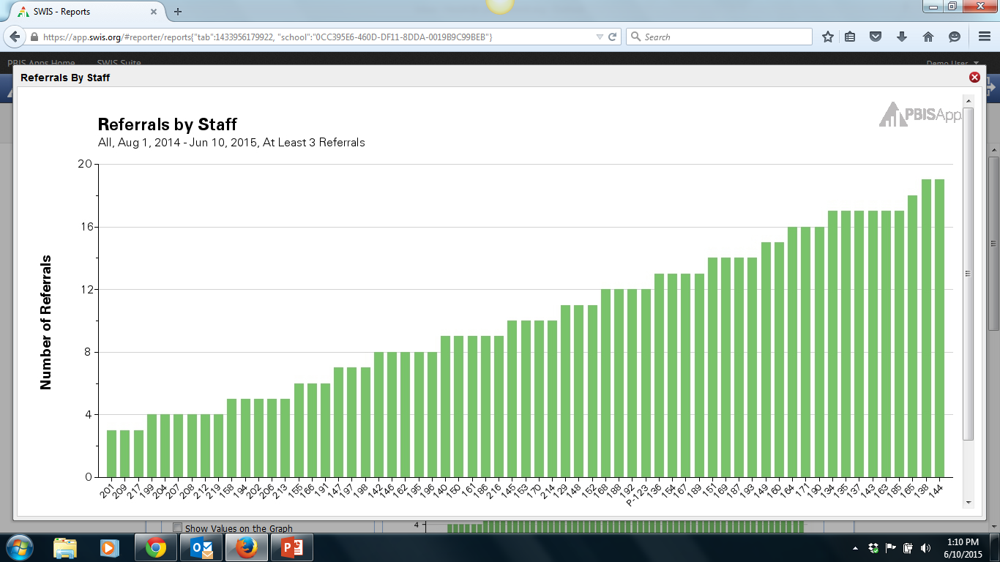 SWIS - Reports
https://app.swis.org/#reporter/reports{"tab":1433956179922, "school":"0CC395E6-460D-DF11-8DDA-0019B9C99BEB"}
Search
PBIS Apps Home SWIS Suite Demo User
Referrals By Staff
PBISApp
Referrals by Staff
All, Aug 1, 2014 - Jun 10, 2015, At Least 3 Referrals
Number of Referrals
20
16
12
8
4
0
201 209 217 199 204 207 208 212 219 158 194 202 206 213 155 166 191 147 197 198 142 146 162 195 196 140 150 161 186 216 145 153 170 214 129 148 152 168 188 192 P-123 136 154 167 189 151 169 187 193 149 160 164 171 190 134 135 137 143 163 185 165 138 144
Show Values on the Graph
4
1:10 PM
6/10/2015